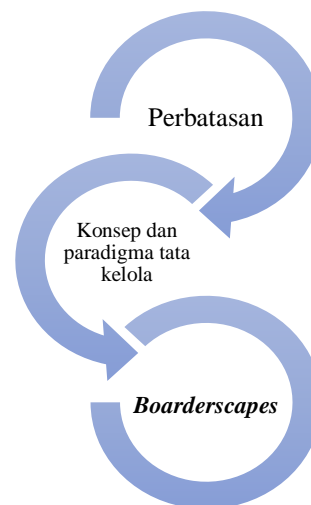 Perbatasan
Konsep dan
paradigma tata
kelola
Boarderscapes